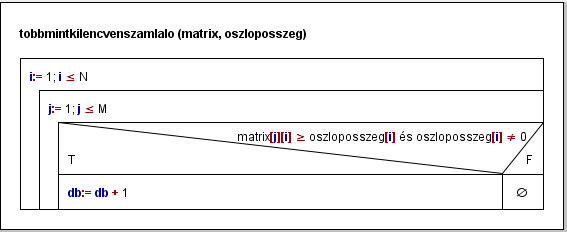 tobbmintkilencvenszamlalo (matrix, oszloposszeg)
i:= 1; i ≤ N
j:= 1; j ≤ M
matrix[j][i] ≥ oszloposszeg[i] és oszloposszeg[i] ≠ 0
T F
db:= db + 1 ∅